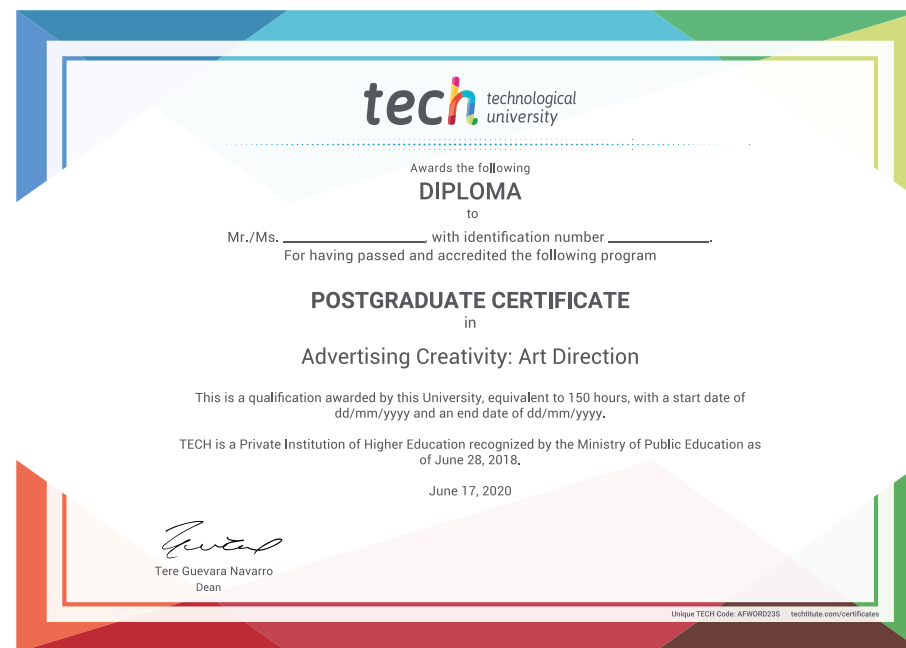 tech technological
university
Awards the following
DIPLOMA
to
Mr./Ms. ____________, with identification number ____________.
For having passed and accredited the following program
POSTGRADUATE CERTIFICATE
in
Advertising Creativity: Art Direction
This is a qualification awarded by this University, equivalent to 150 hours, with a start date of
dd/mm/yyyy and an end date of dd/mm/yyyy.
TECH is a Private Institution of Higher Education recognized by the Ministry of Public Education as
of June 28, 2018.
June 17, 2020
Tere Guevara Navarro
Dean
Unique TECH Code: AFWORD23S techtitute.com/certificates